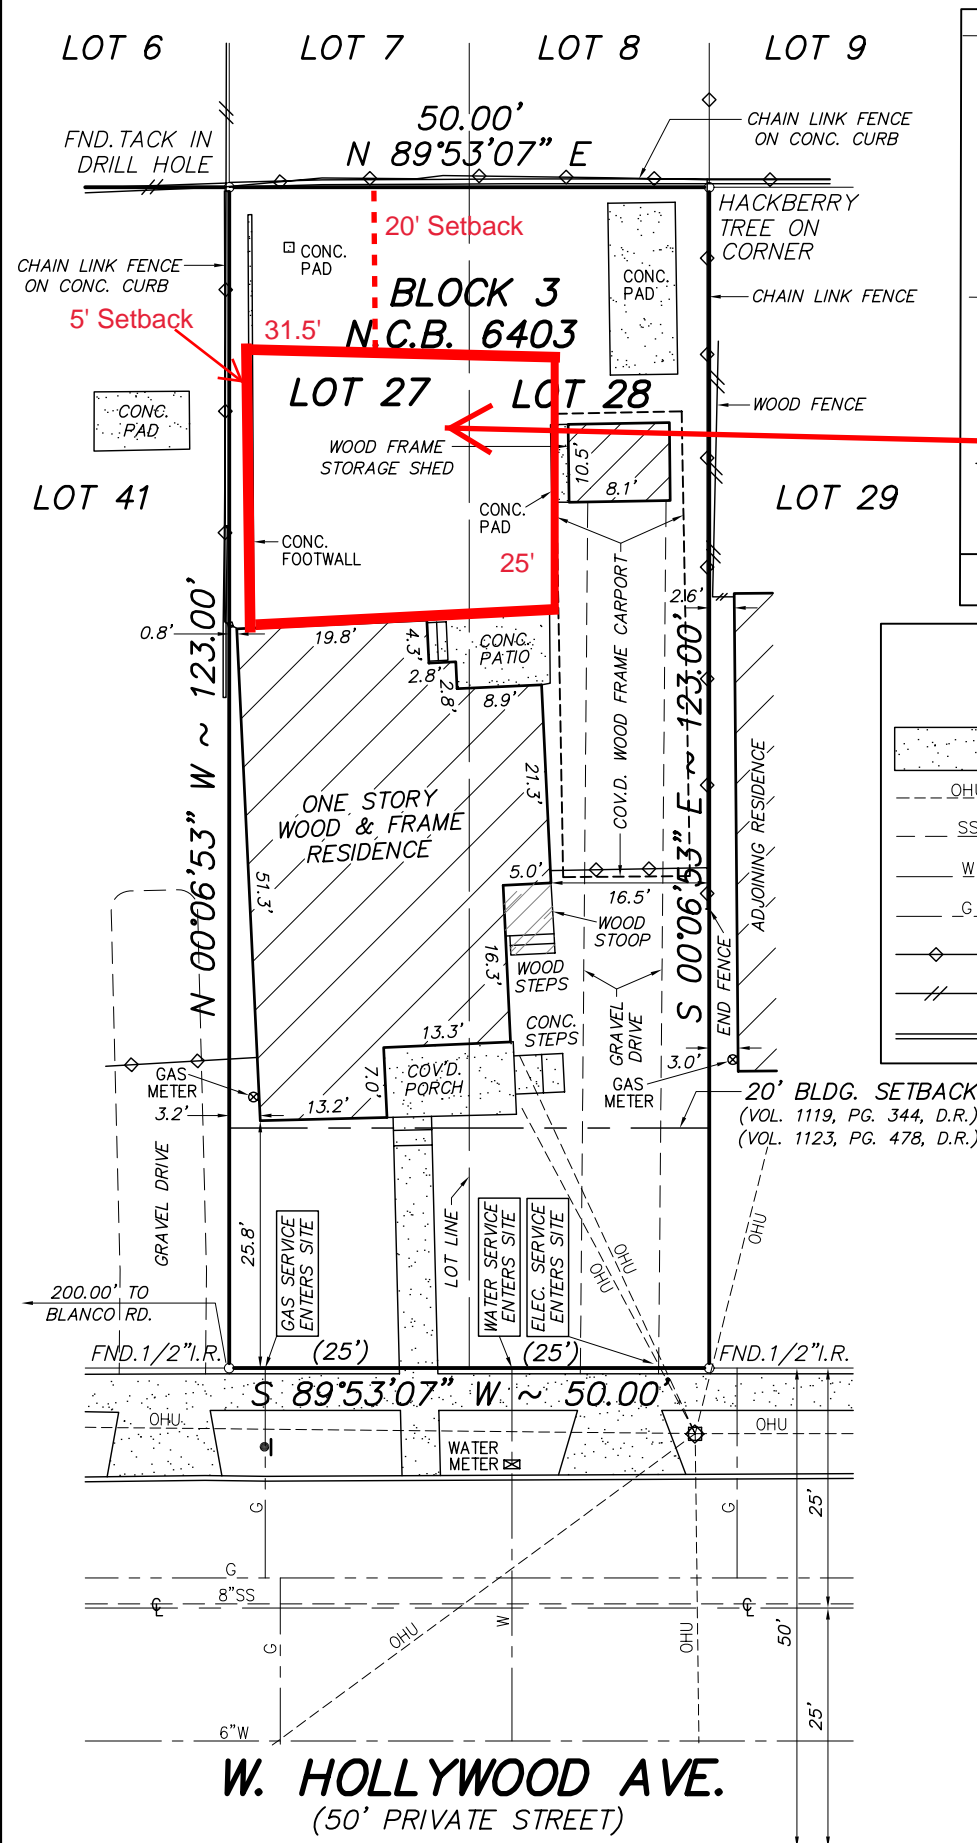 LOT 6
LOT 7
LOT 8
LOT 9
50.00'
N 89°53'07" E
CHAIN LINK FENCE
ON CONC. CURB
FND. TACK IN
DRILL HOLE
HACKBERRY
TREE ON
CORNER
20' Setback
CONC.
PAD
CONC.
PAD
CHAIN LINK FENCE
ON CONC. CURB
BLOCK 3
CHAIN LINK FENCE
5' Setback
31.5'
N.C.B. 6403
LOT 27
LOT 28
WOOD FENCE
CONC.
PAD
WOOD FRAME
STORAGE SHED
10.5'
8.1'
LOT 41
LOT 29
CONC.
PAD
CONC.
FOOTWALL
25'
COV.D. WOOD FRAME CARPORT
2.6'
0.8'
19.8'
4.3'
CONC.
PATIO
2.8'
2.8'
8.9'
N 00°06'53" W ~ 123.00'
S 00°06'53" E ~ 123.00'
21.3'
ADJOINING RESIDENCE
OHU
SS
W
G
ONE STORY
WOOD & FRAME
RESIDENCE
51.3'
5.0'
16.5'
WOOD
STOOP
16.3'
WOOD
STEPS
END FENCE
CONC.
STEPS
GRAVEL
DRIVE
13.3'
COV'D.
PORCH
7.0'
GAS
METER
3.2'
13.2'
3.0'
GAS
METER
20' BLDG. SETBACK
(VOL. 1119, PG. 344, D.R.)
(VOL. 1123, PG. 478, D.R.)
GRAVEL DRIVE
25.8'
GAS SERVICE
ENTERS SITE
LOT LINE
WATER SERVICE
ENTERS SITE
ELEC. SERVICE
ENTERS SITE
OHU
OHU
OHU
200.00' TO
BLANCO RD.
FND.1/2"I.R.
(25')
(25')
FND.1/2"I.R.
S 89°53'07" W ~ 50.00'
OHU
OHU
WATER
METER
G
G
25'
G
8"SS
℄
℄
G
OHU
W
OHU
50'
25'
6"W
W. HOLLYWOOD AVE.
(50' PRIVATE STREET)